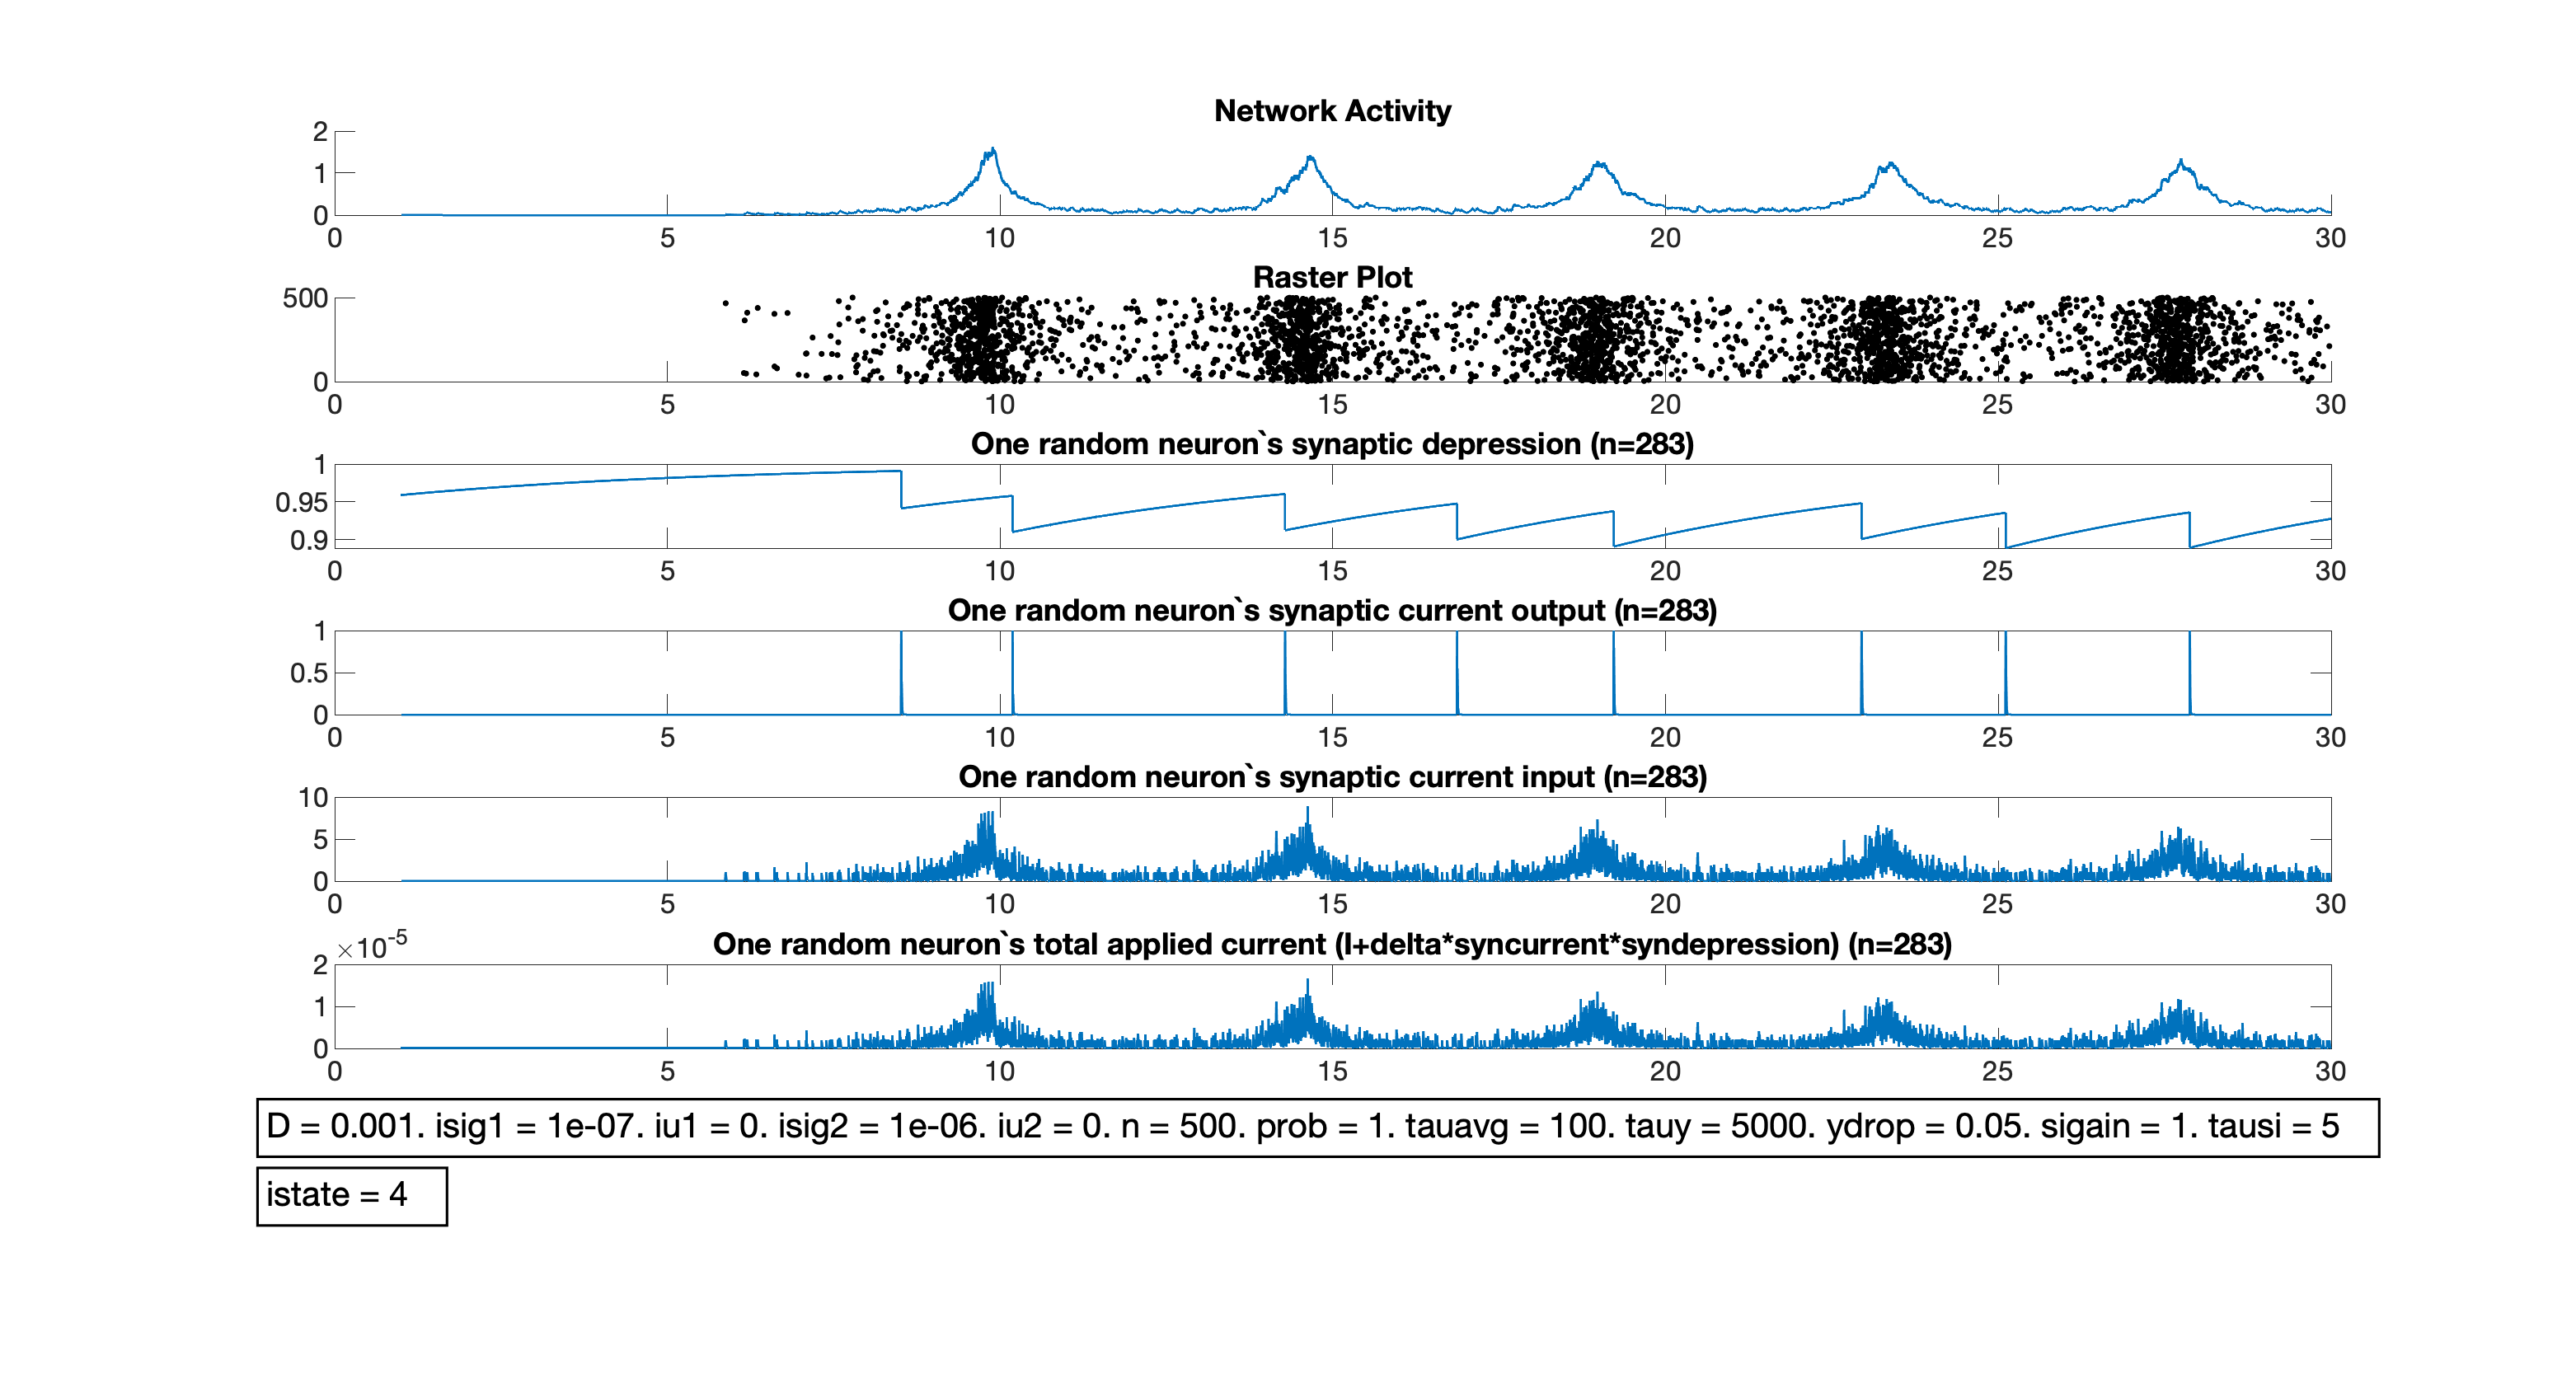 Network Activity
2
1
0
0 5 10 15 20 25 30
Raster Plot
500
0
0 5 10 15 20 25 30
One random neuron`s synaptic depression (n=283)
1
0.95
0.9
0 5 10 15 20 25 30
One random neuron`s synaptic current output (n=283)
1
0.5
0
0 5 10 15 20 25 30
One random neuron`s synaptic current input (n=283)
10
5
0
0 5 10 15 20 25 30
×10-5
One random neuron`s total applied current (I+delta*syncurrent*syndepression) (n=283)
2
1
0
0 5 10 15 20 25 30
D = 0.001. isig1 = 1e-07. iu1 = 0. isig2 = 1e-06. iu2 = 0. n = 500. prob = 1. tauavg = 100. tauy = 5000. ydrop = 0.05. sigain = 1. tausi = 5
istate = 4